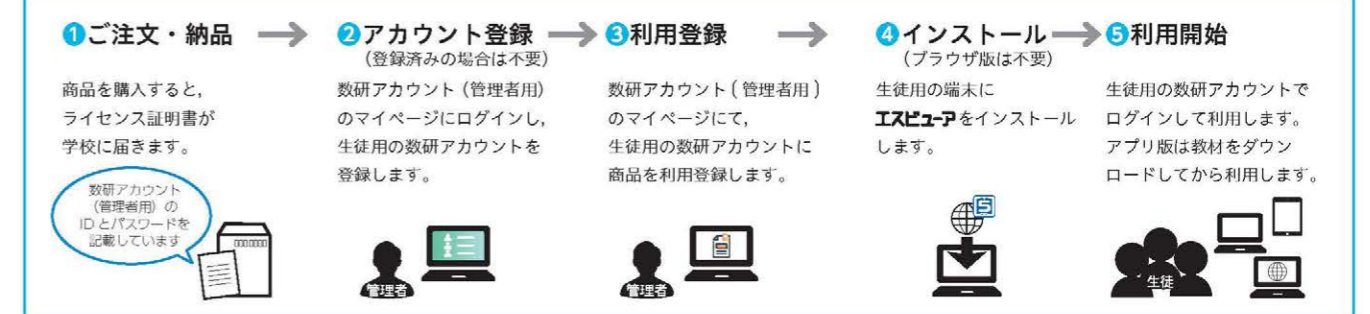 ❶ご注文・納品
商品を購入すると,
ライセンス証明書が
学校に届きます。
数研アカウント
(管理者用)の
IDとパスワードを
記載しています
❷アカウント登録
(登録済みの場合は不要)
数研アカウント(管理者用)
のマイページにログインし,
生徒用の数研アカウントを
登録します。
管理者
❸利用登録
数研アカウント(管理者用)
のマイページにて,
生徒用の数研アカウントに
商品を利用登録します。
管理者
❹インストール
(ブラウザ版は不要)
生徒用の端末に
エスビューアをインストール
します。
❺利用開始
生徒用の数研アカウントで
ログインして利用します。
アプリ版は教材をダウン
ロードしてから利用します。
生徒